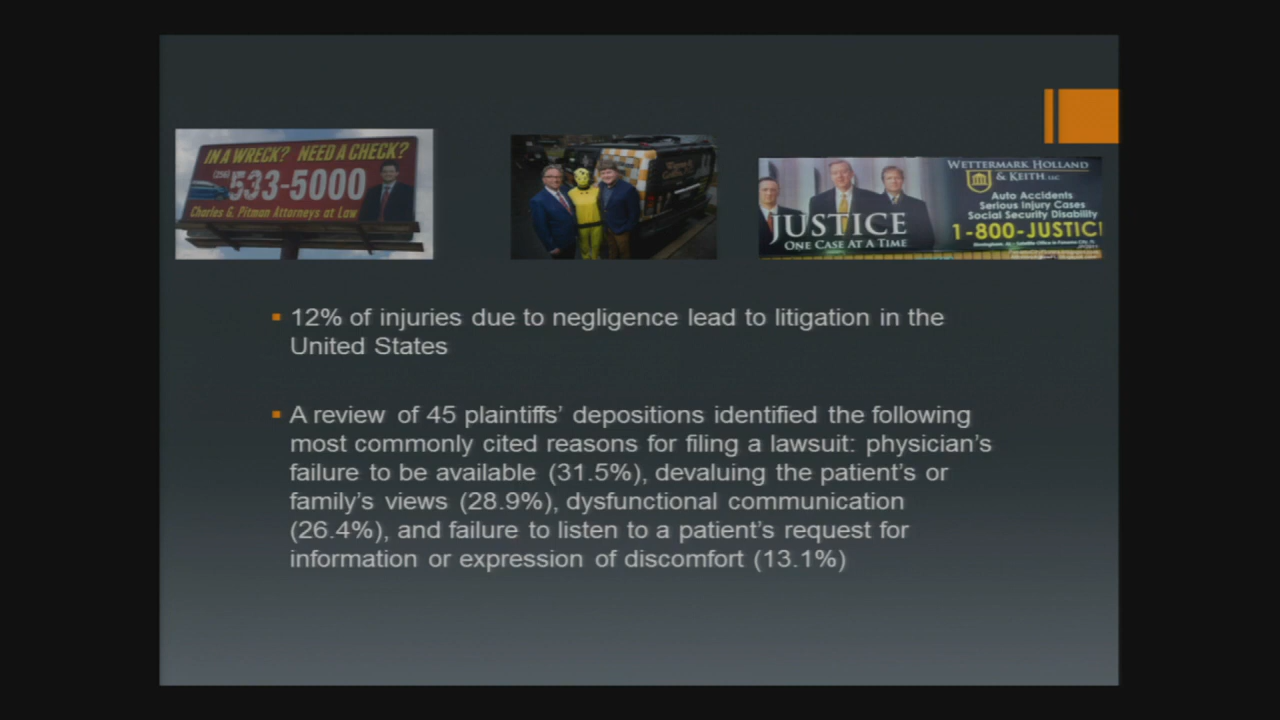 IN A WRECK? NEED A CHECK?
(256) 533-5000
Charles G. Pitman Attorneys at Law
JUSTICE
ONE CASE AT A TIME
WETTERMARK HOLLAND
& KEITH, LLC
Auto Accidents
Serious Injury Cases
Social Security Disability
1-800-JUSTIC
12% of injuries due to negligence lead to litigation in the
United States
A review of 45 plaintiffs’ depositions identified the following
most commonly cited reasons for filing a lawsuit: physician’s
failure to be available (31.5%), devaluing the patient’s or
family’s views (28.9%), dysfunctional communication
(26.4%), and failure to listen to a patient’s request for
information or expression of discomfort (13.1%)